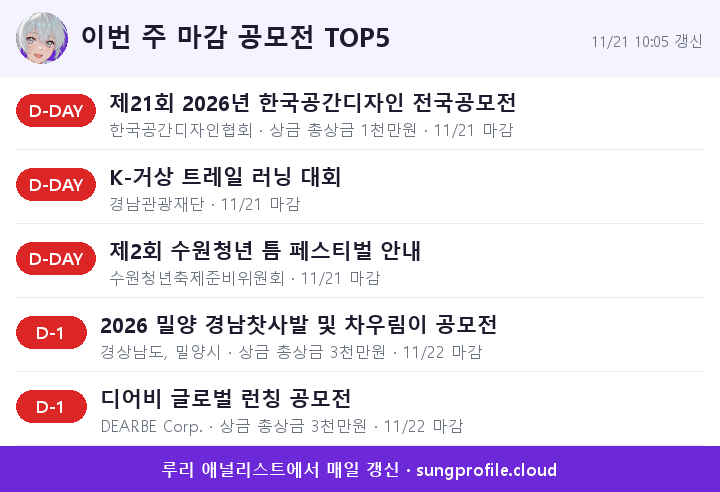 이번 주 마감 공모전 TOP5
11/21 10:05 갱신
D-DAY
제21회 2026년 한국공간디자인 전국공모전
한국공간디자인협회 · 상금 총상금 1천만원 · 11/21 마감
D-DAY
K-거상 트레일 러닝 대회
경남관광재단 · 11/21 마감
D-DAY
제2회 수원청년 틈 페스티벌 안내
수원청년축제준비위원회 · 11/21 마감
D-1
2026 밀양 경남찻사발 및 차우림이 공모전
경상남도, 밀양시 · 상금 총상금 3천만원 · 11/22 마감
D-1
디어비 글로벌 런칭 공모전
DEARBE Corp. · 상금 총상금 3천만원 · 11/22 마감
루리 애널리스트에서 매일 갱신 · sungprofile.cloud